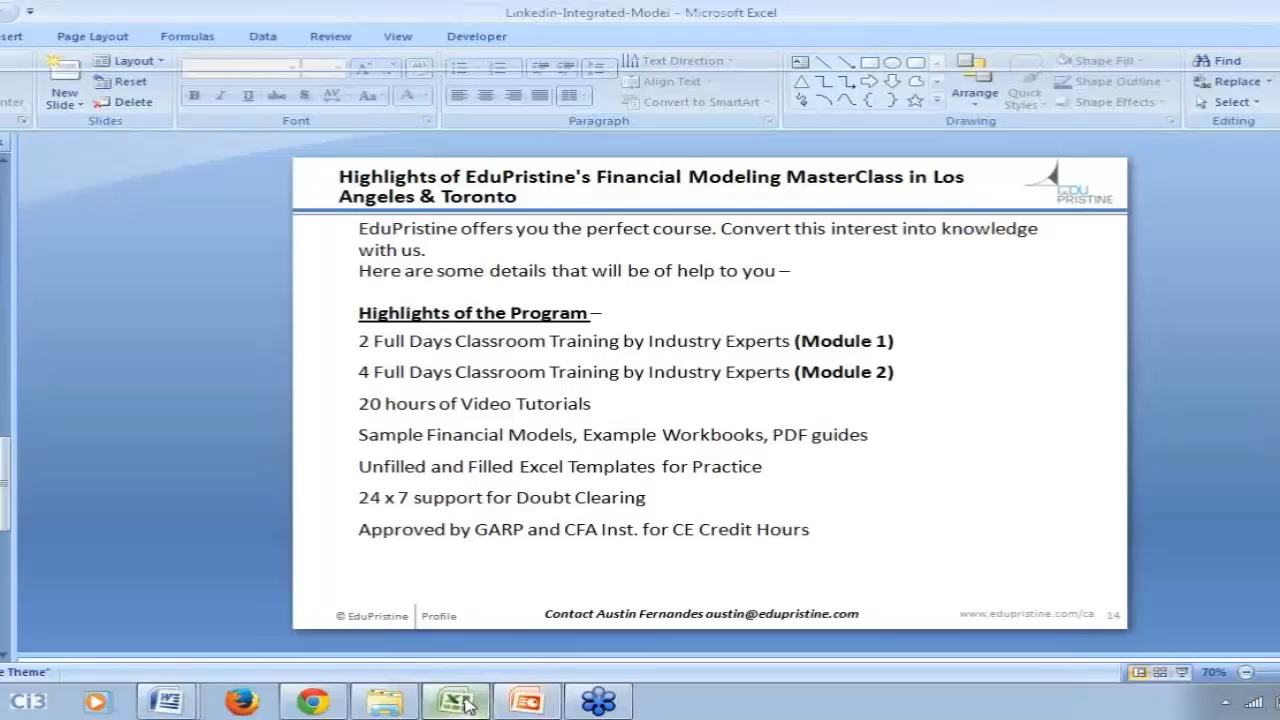 Linkedin-Integrated-Model - Microsoft Excel
sert Page Layout Formulas Data Review View Developer
New Slide
Layout
Reset
Delete
Slides
Font
Text Direction
Align Text
Convert to SmartArt
Paragraph
Arrange
Quick Styles
Shape Fill
Shape Outline
Shape Effects
Drawing
Find
Replace
Select
Editing
Highlights of EduPristine's Financial Modeling MasterClass in Los
Angeles & Toronto
EDU
PRISTINE
EduPristine offers you the perfect course. Convert this interest into knowledge
with us.
Here are some details that will be of help to you –
Highlights of the Program –
2 Full Days Classroom Training by Industry Experts (Module 1)
4 Full Days Classroom Training by Industry Experts (Module 2)
20 hours of Video Tutorials
Sample Financial Models, Example Workbooks, PDF guides
Unfilled and Filled Excel Templates for Practice
24 x 7 support for Doubt Clearing
Approved by GARP and CFA Inst. for CE Credit Hours
© EduPristine Profile Contact Austin Fernandes austin@edupristine.com www.edupristine.com/ca 14
e Theme" 70%